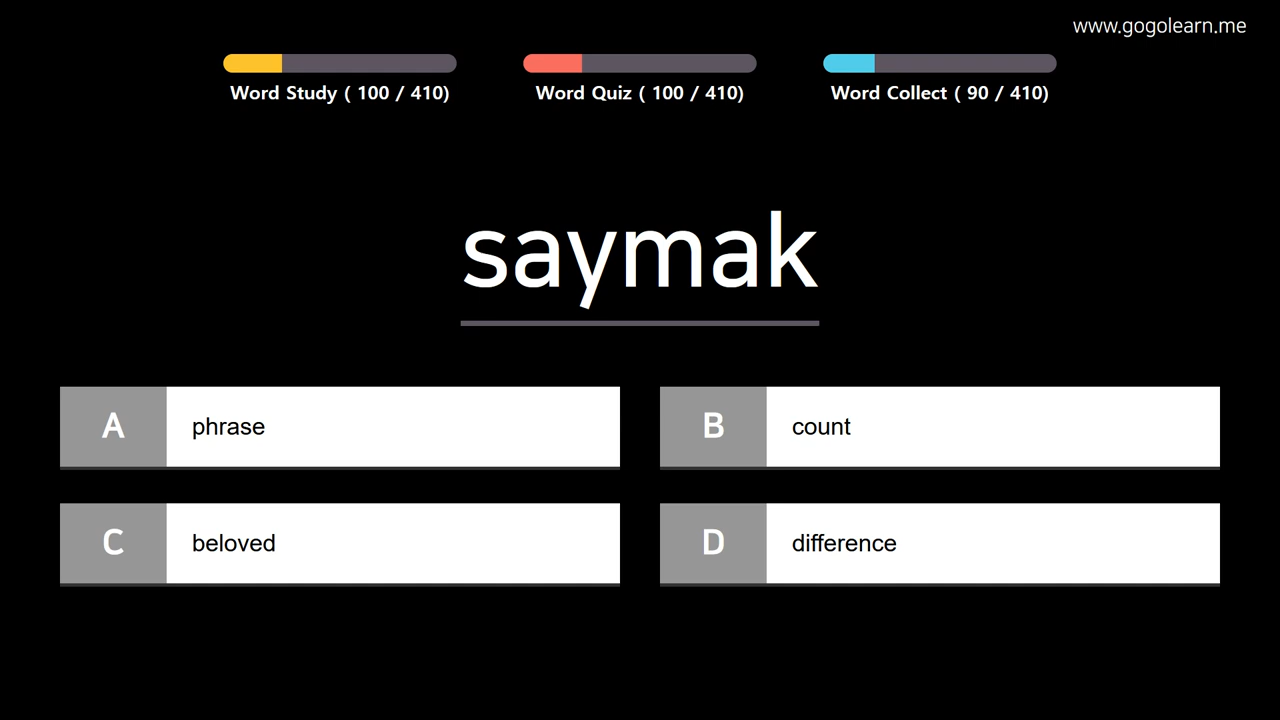 www.gogolearn.me
Word Study ( 100 / 410)
Word Quiz ( 100 / 410)
Word Collect ( 90 / 410)
saymak
A phrase
B count
C beloved
D difference